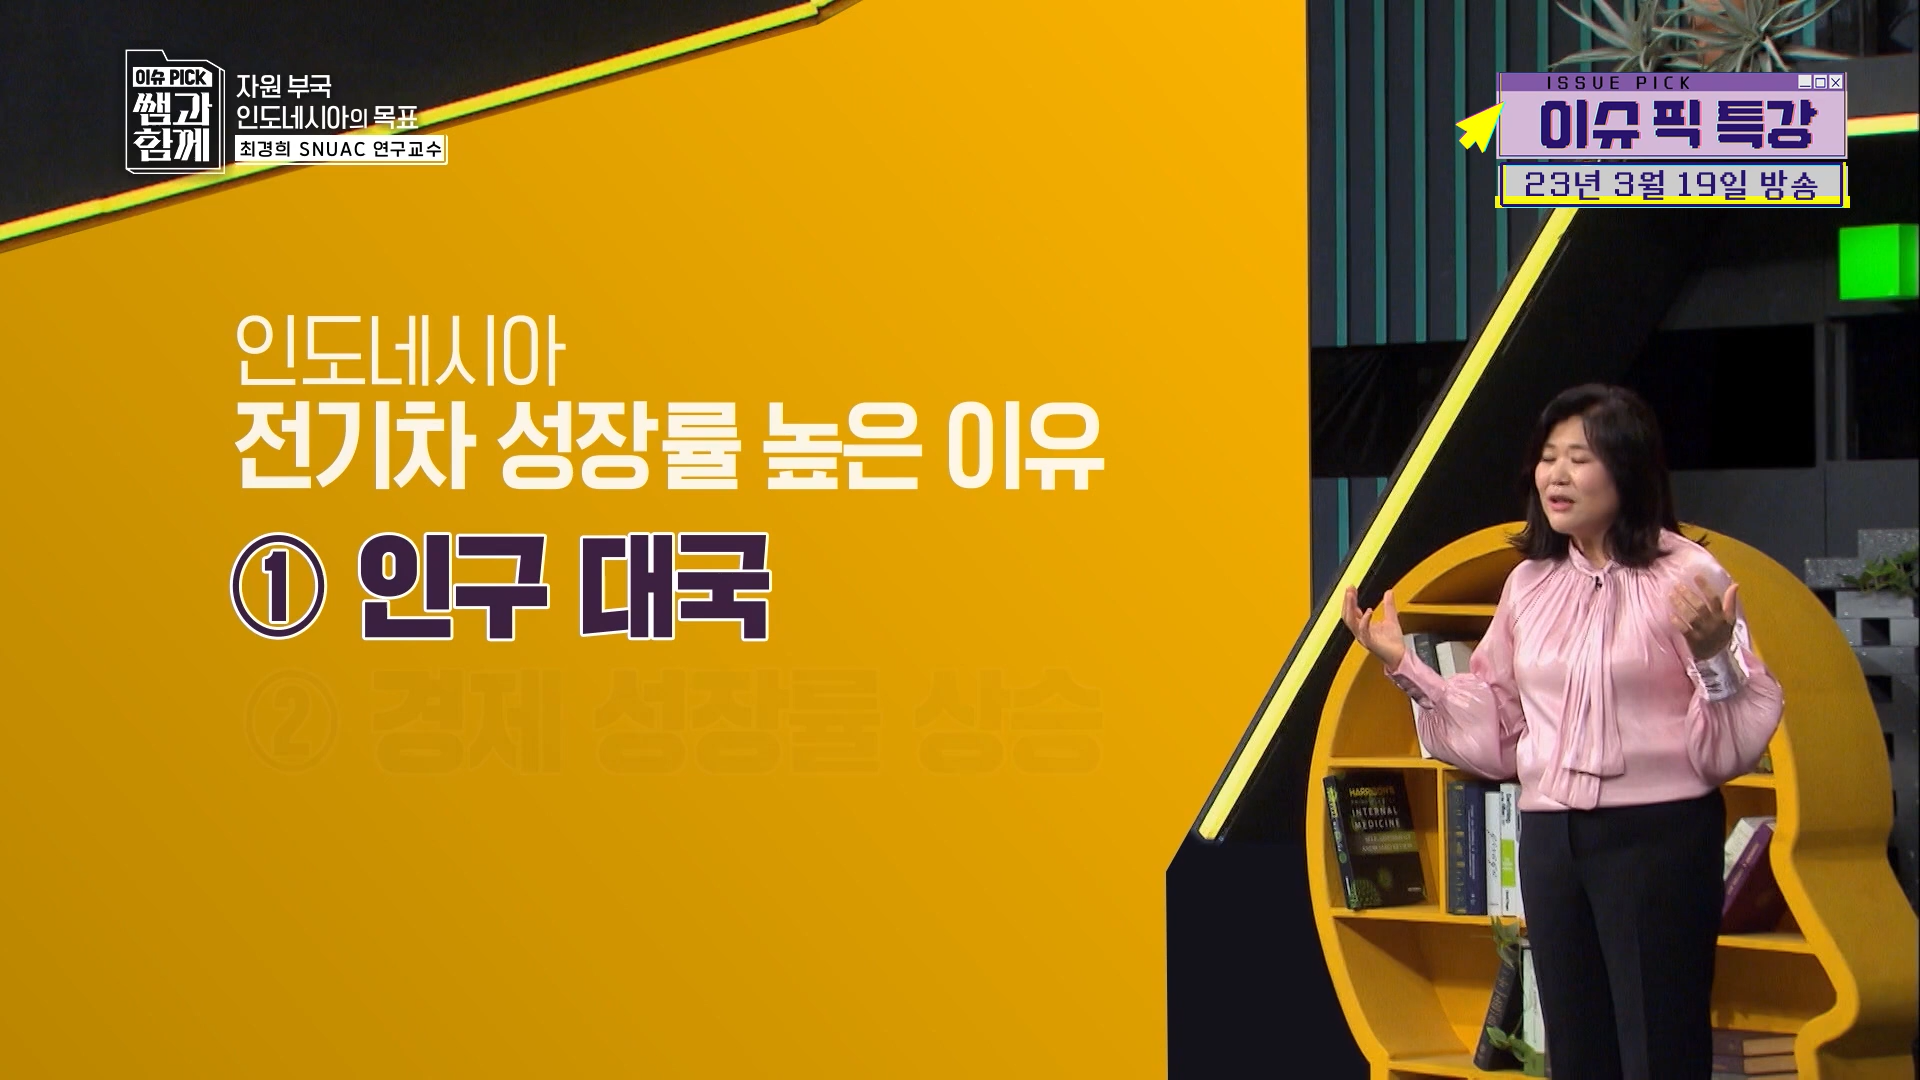 이슈 PICK
쌤과
함께
자원 부국
인도네시아의 목표
최경희 SNUAC 연구교수
ISSUE PICK
이슈 픽 특강
23년 3월 19일 방송
인도네시아
전기차 성장률 높은 이유
① 인구 대국
② 경제 성장률 상승
HARRISON'S
INTERNAL
MEDICINE